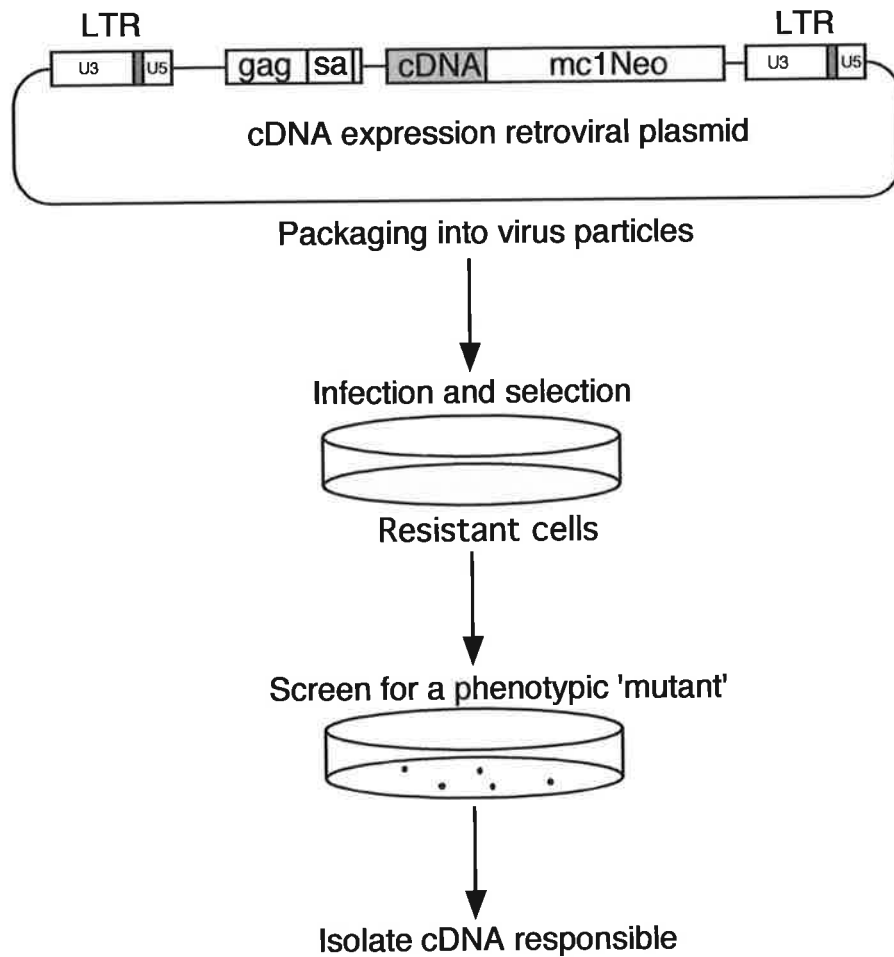 LTR LTR
U3 U5 gag sa cDNA mc1Neo U3 U5
cDNA expression retroviral plasmid
Packaging into virus particles
Infection and selection
Resistant cells
Screen for a phenotypic 'mutant'
Isolate cDNA responsible